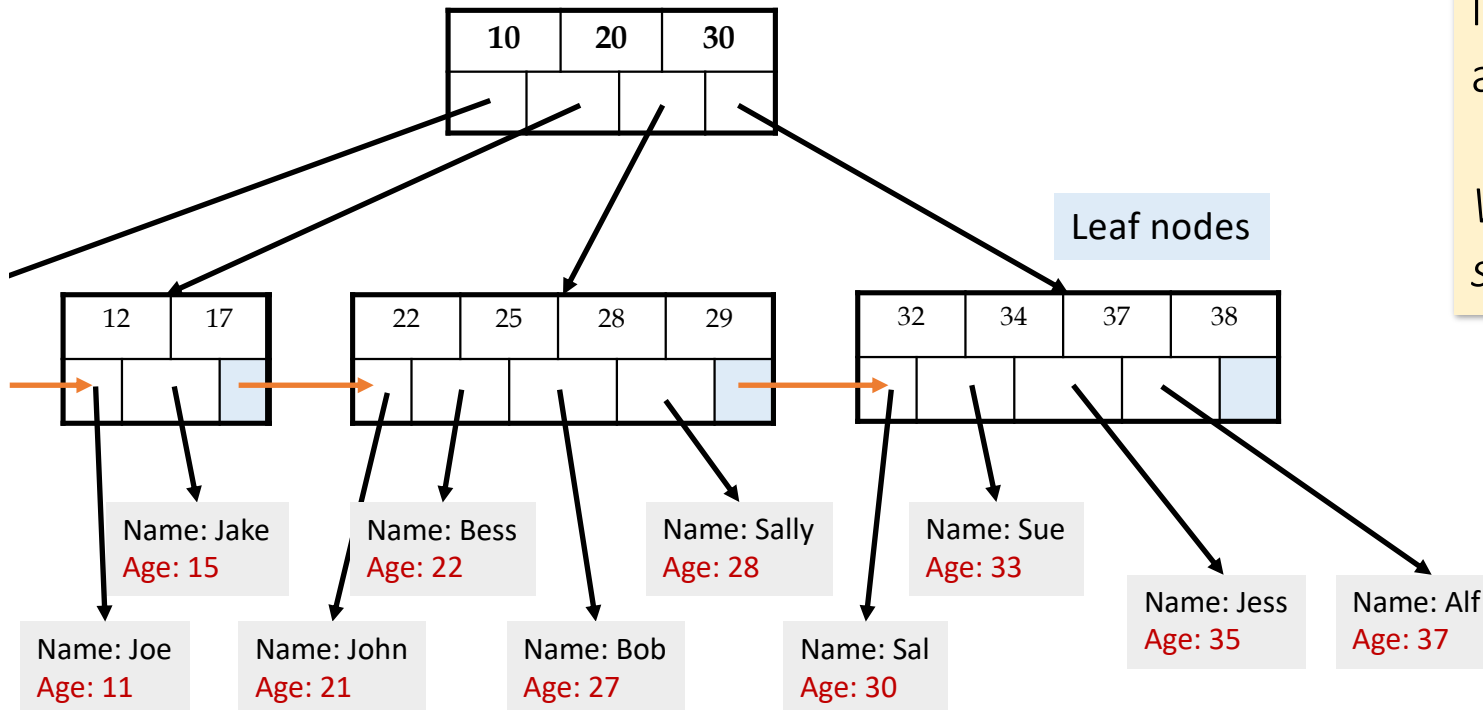 10 20 30
Leaf nodes
12 17
22 25 28 29
32 34 37 38
Name: Jake
Age: 15
Name: Bess
Age: 22
Name: Sally
Age: 28
Name: Sue
Age: 33
Name: Joe
Age: 11
Name: John
Age: 21
Name: Bob
Age: 27
Name: Sal
Age: 30
Name: Jess
Age: 35
Name: Alf
Age: 37